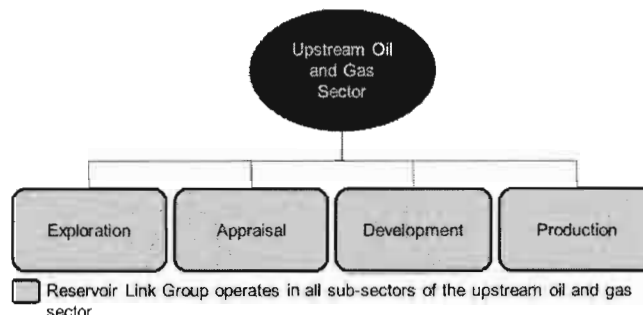 Upstream Oil
and Gas
Sector
Exploration
Appraisal
Development
Production
Reservoir Link Group operates in all sub-sectors of the upstream oil and gas
sector